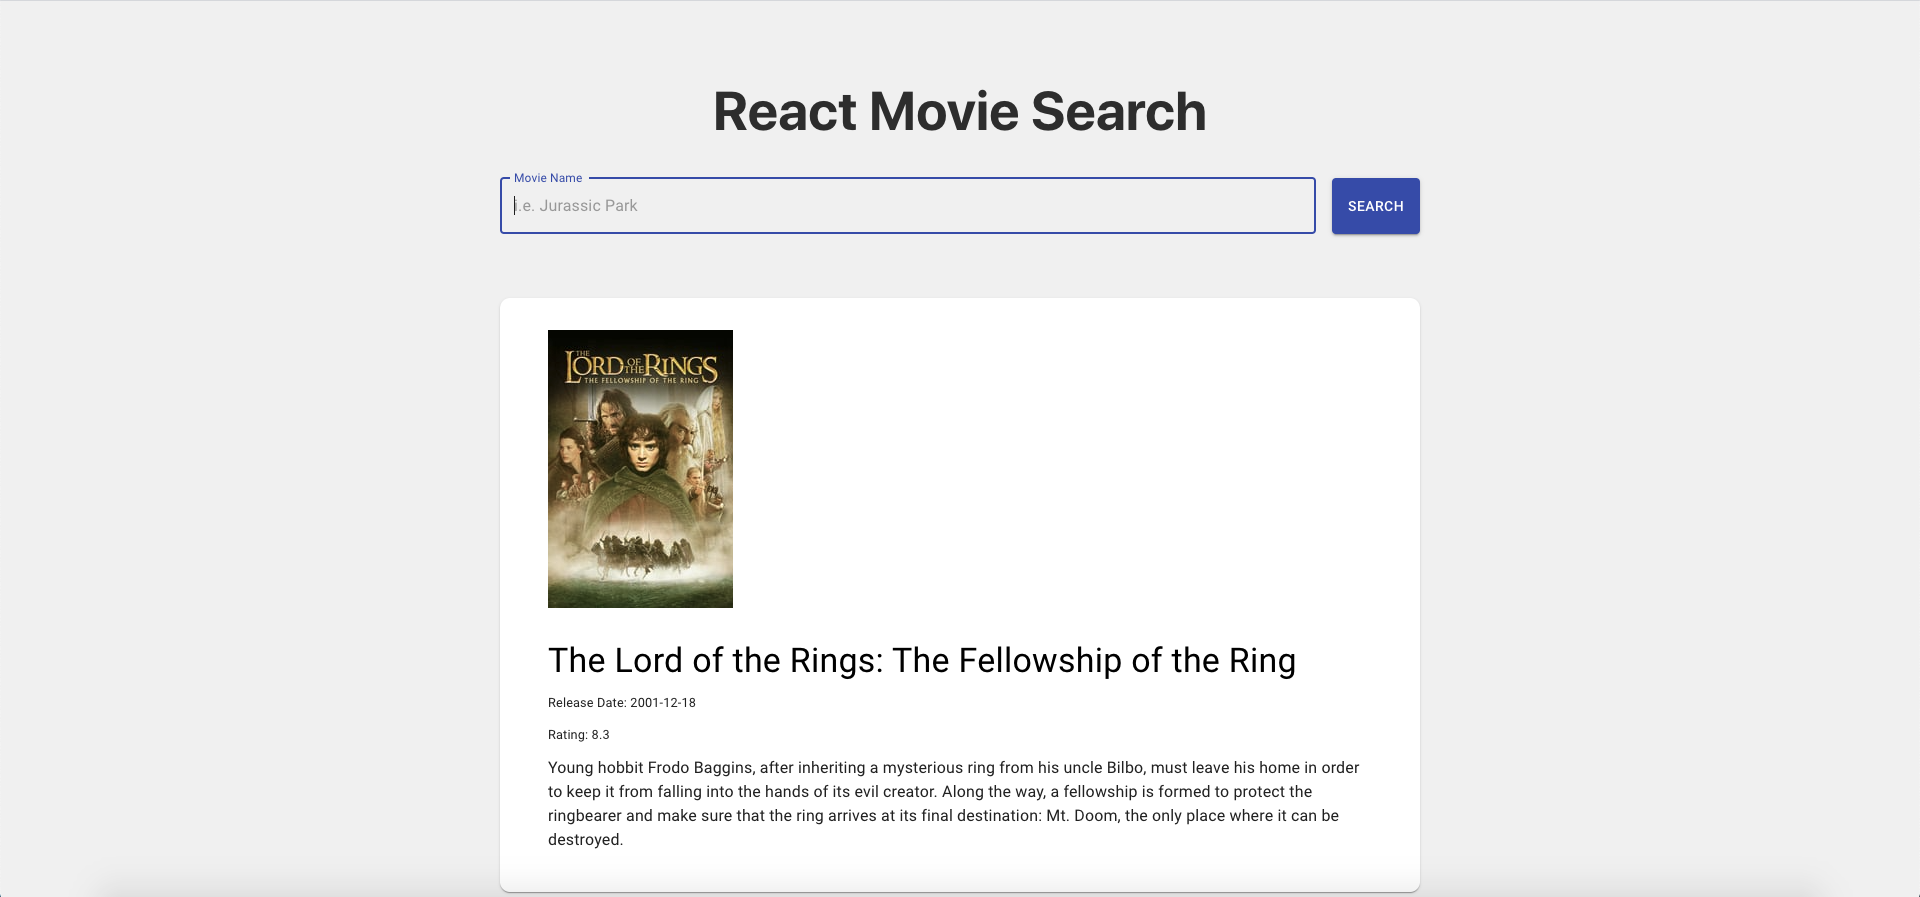 React Movie Search
Movie Name
i.e. Jurassic Park
SEARCH
THE
LORD OF THE RINGS
THE FELLOWSHIP OF THE RING
The Lord of the Rings: The Fellowship of the Ring
Release Date: 2001-12-18
Rating: 8.3
Young hobbit Frodo Baggins, after inheriting a mysterious ring from his uncle Bilbo, must leave his home in order
to keep it from falling into the hands of its evil creator. Along the way, a fellowship is formed to protect the
ringbearer and make sure that the ring arrives at its final destination: Mt. Doom, the only place where it can be
destroyed.